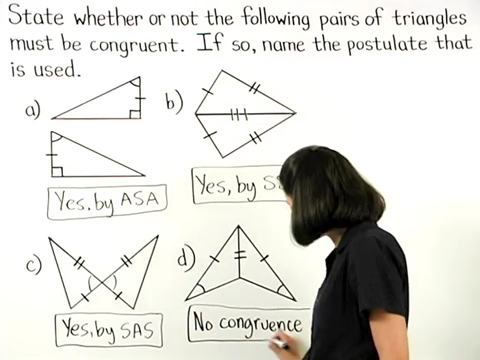 State whether or not the following pairs of triangles
must be congruent. If so, name the postulate that
is used.
a)
b)
Yes, by ASA
Yes, by
c)
d)
Yes, by SAS
No congruence